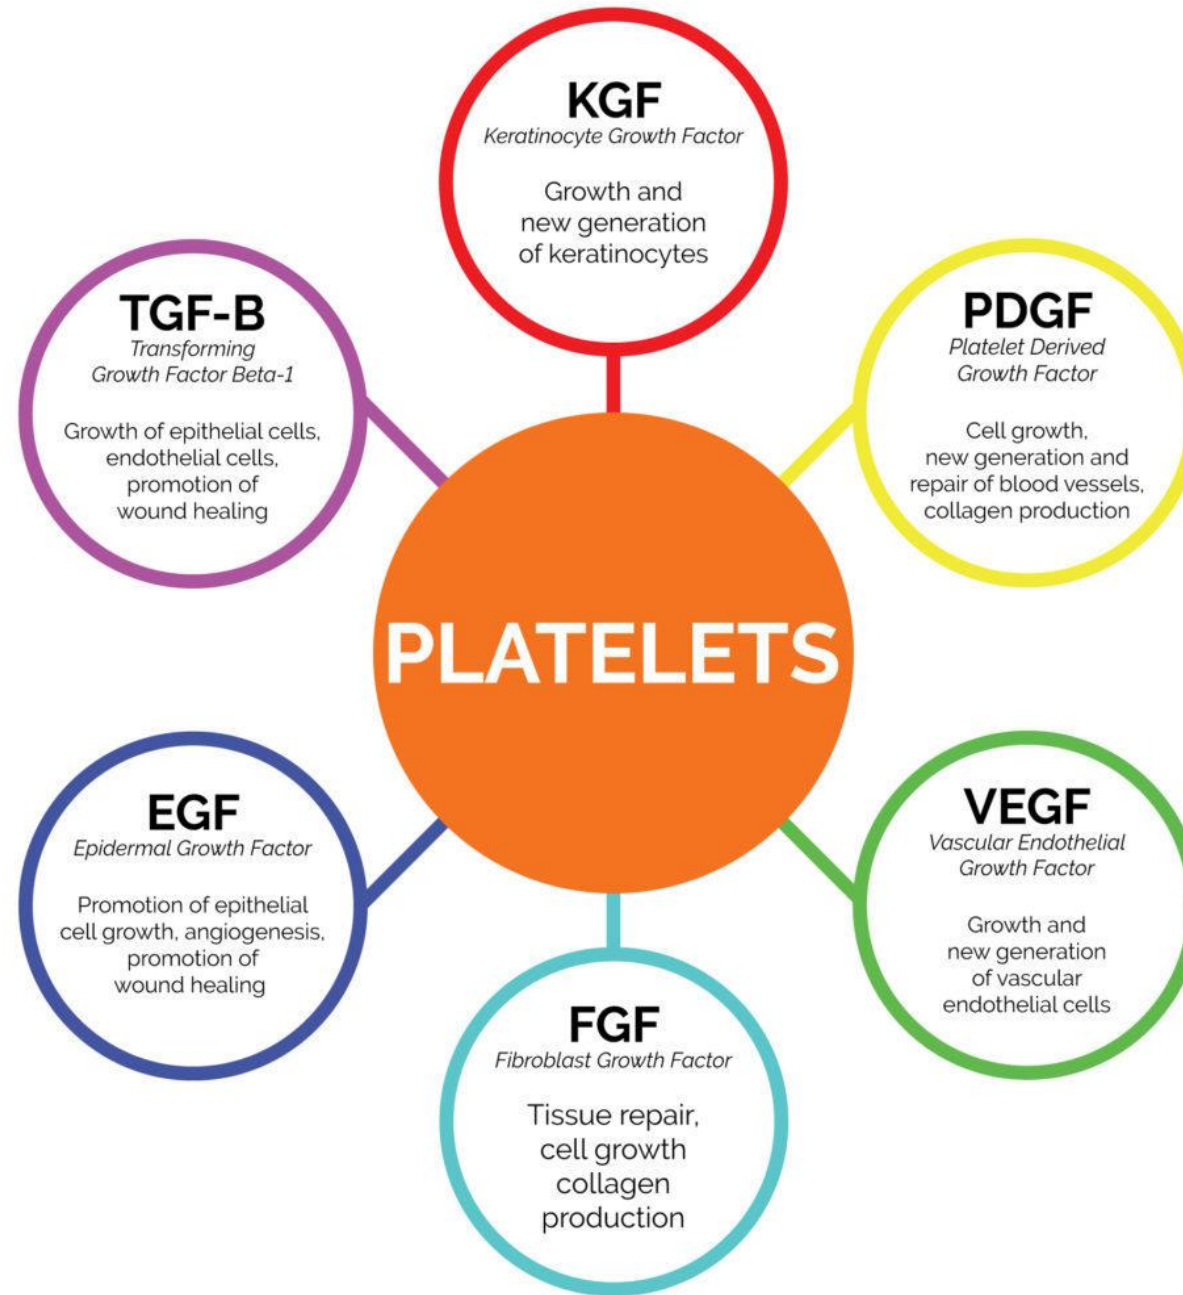 KGF
Keratinocyte Growth Factor
Growth and
new generation
of keratinocytes
TGF-B
Transforming
Growth Factor Beta-1
Growth of epithelial cells,
endothelial cells,
promotion of
wound healing
PDGF
Platelet Derived
Growth Factor
Cell growth,
new generation and
repair of blood vessels,
collagen production
PLATELETS
EGF
Epidermal Growth Factor
Promotion of epithelial
cell growth, angiogenesis,
promotion of
wound healing
VEGF
Vascular Endothelial
Growth Factor
Growth and
new generation
of vascular
endothelial cells
FGF
Fibroblast Growth Factor
Tissue repair,
cell growth
collagen
production